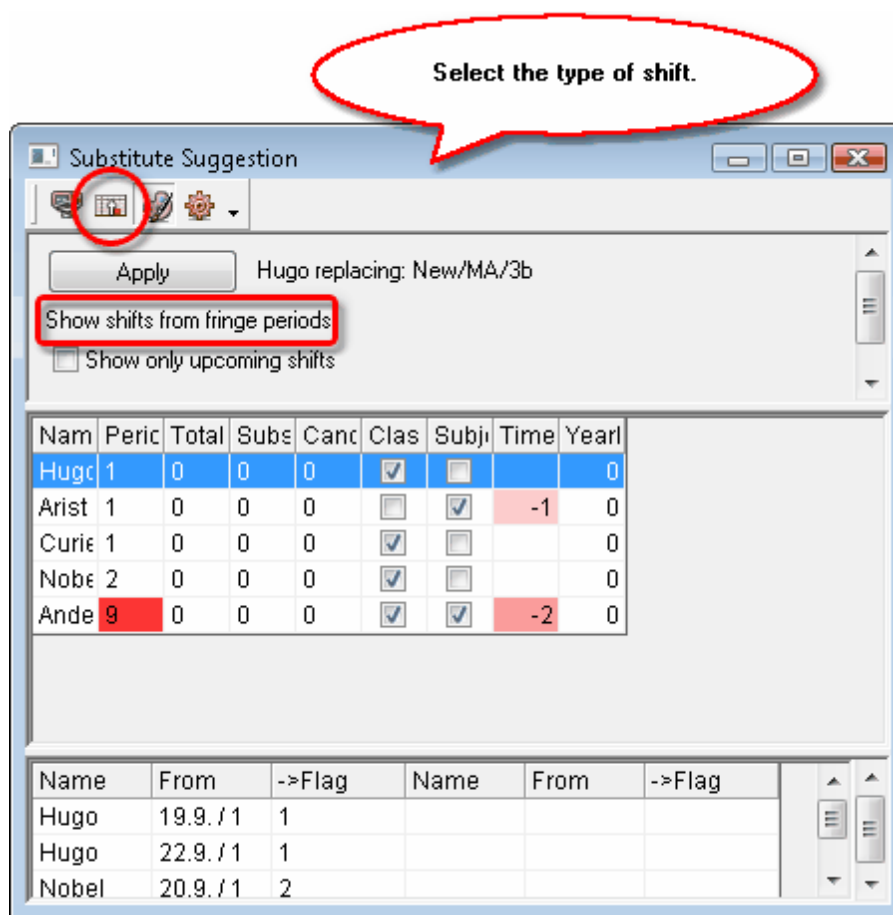 Select the type of shift.
Substitute Suggestion
Apply Hugo replacing: New/MA/3b
Show shifts from fringe periods
Show only upcoming shifts
Nam Peric Total Subs Canc Clas Subj Time Yearl
Hugo 1 0 0 0 0
Arist 1 0 0 0 -1 0
Curie 1 0 0 0 0
Nobe 2 0 0 0 0
Ande 9 0 0 0 -2 0
Name From ->Flag Name From ->Flag
Hugo 19.9. / 1 1
Hugo 22.9. / 1 1
Nobel 20.9. / 1 2